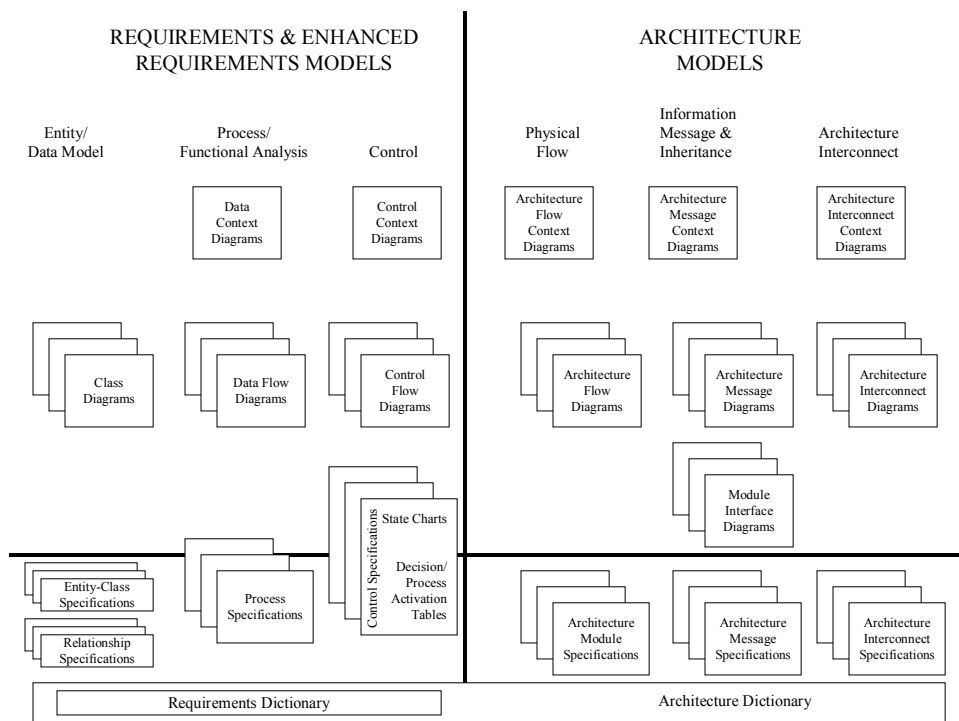 REQUIREMENTS & ENHANCED
REQUIREMENTS MODELS
ARCHITECTURE
MODELS
Entity/
Data Model
Process/
Functional Analysis
Control
Physical
Flow
Information
Message &
Inheritance
Architecture
Interconnect
Data
Context
Diagrams
Control
Context
Diagrams
Architecture
Flow
Context
Diagrams
Architecture
Message
Context
Diagrams
Architecture
Interconnect
Context
Diagrams
Class
Diagrams
Data Flow
Diagrams
Control
Flow
Diagrams
Architecture
Flow
Diagrams
Architecture
Message
Diagrams
Architecture
Interconnect
Diagrams
Module
Interface
Diagrams
Control Specifications
State Charts
Decision/
Process
Activation
Tables
Entity-Class
Specifications
Relationship
Specifications
Process
Specifications
Architecture
Module
Specifications
Architecture
Message
Specifications
Architecture
Interconnect
Specifications
Requirements Dictionary
Architecture Dictionary